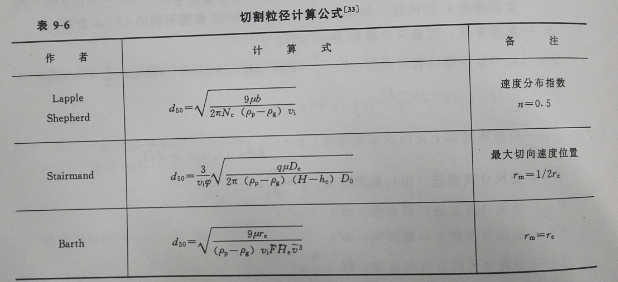 表 9-6 切割粒径计算公式[33]
作 者 计 算 式 备 注
Lapple Shepherd d₅₀=√(9μb / 2πN꜀ (ρₚ−ρg) vᵢ) 速度分布指数 n=0.5
Stairmand d₅₀=3/(vᵢφ) √(qμDₑ / 2π (ρₚ−ρg) (H−h꜀) D₀) 最大切向速度位置 rₘ=1/2rₑ
Barth d₅₀=√(9μrₑ / (ρₚ−ρg) vᵢF̄Hₑv̄³) rₘ=rₑ